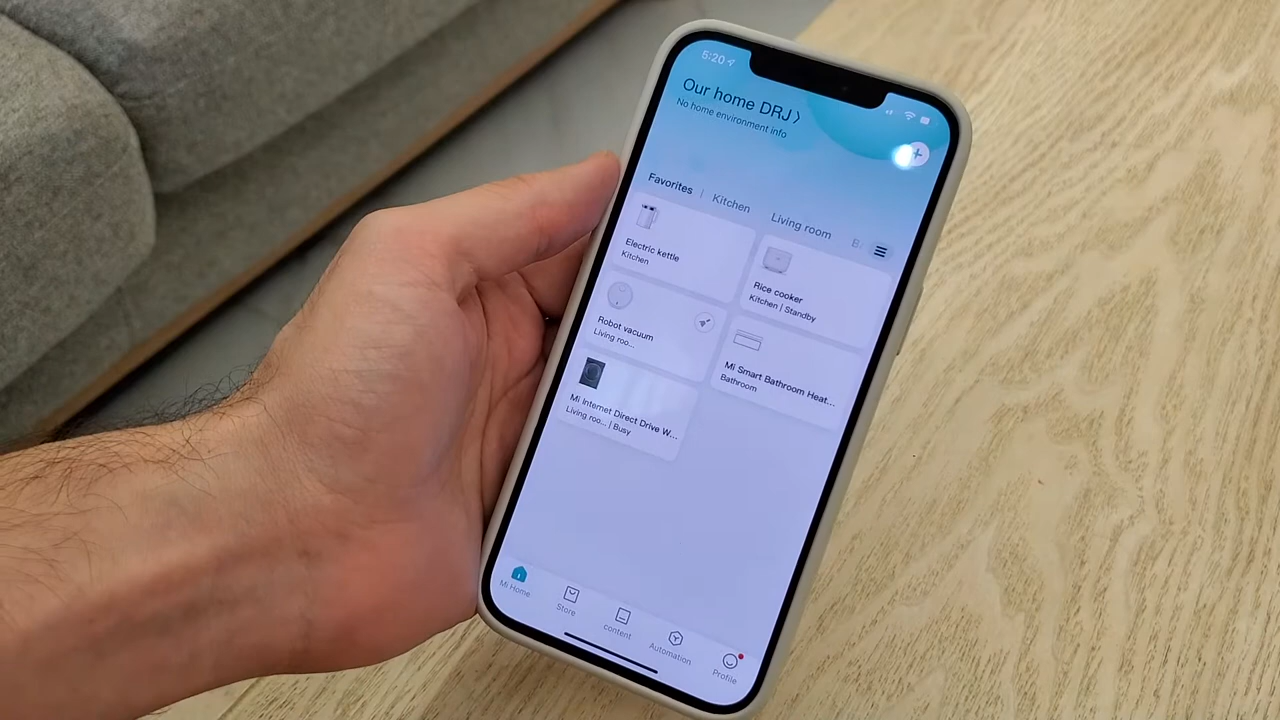 5:20
Our home DRJ
No home environment info
Favorites | Kitchen Living room B
Electric kettle
Kitchen
Rice cooker
Kitchen | Standby
Robot vacuum
Living roo...
Mi Smart Bathroom Heat...
Bathroom
Mi Internet Direct Drive W...
Living roo... | Busy
Mi Home
Store
content
Automation
Profile